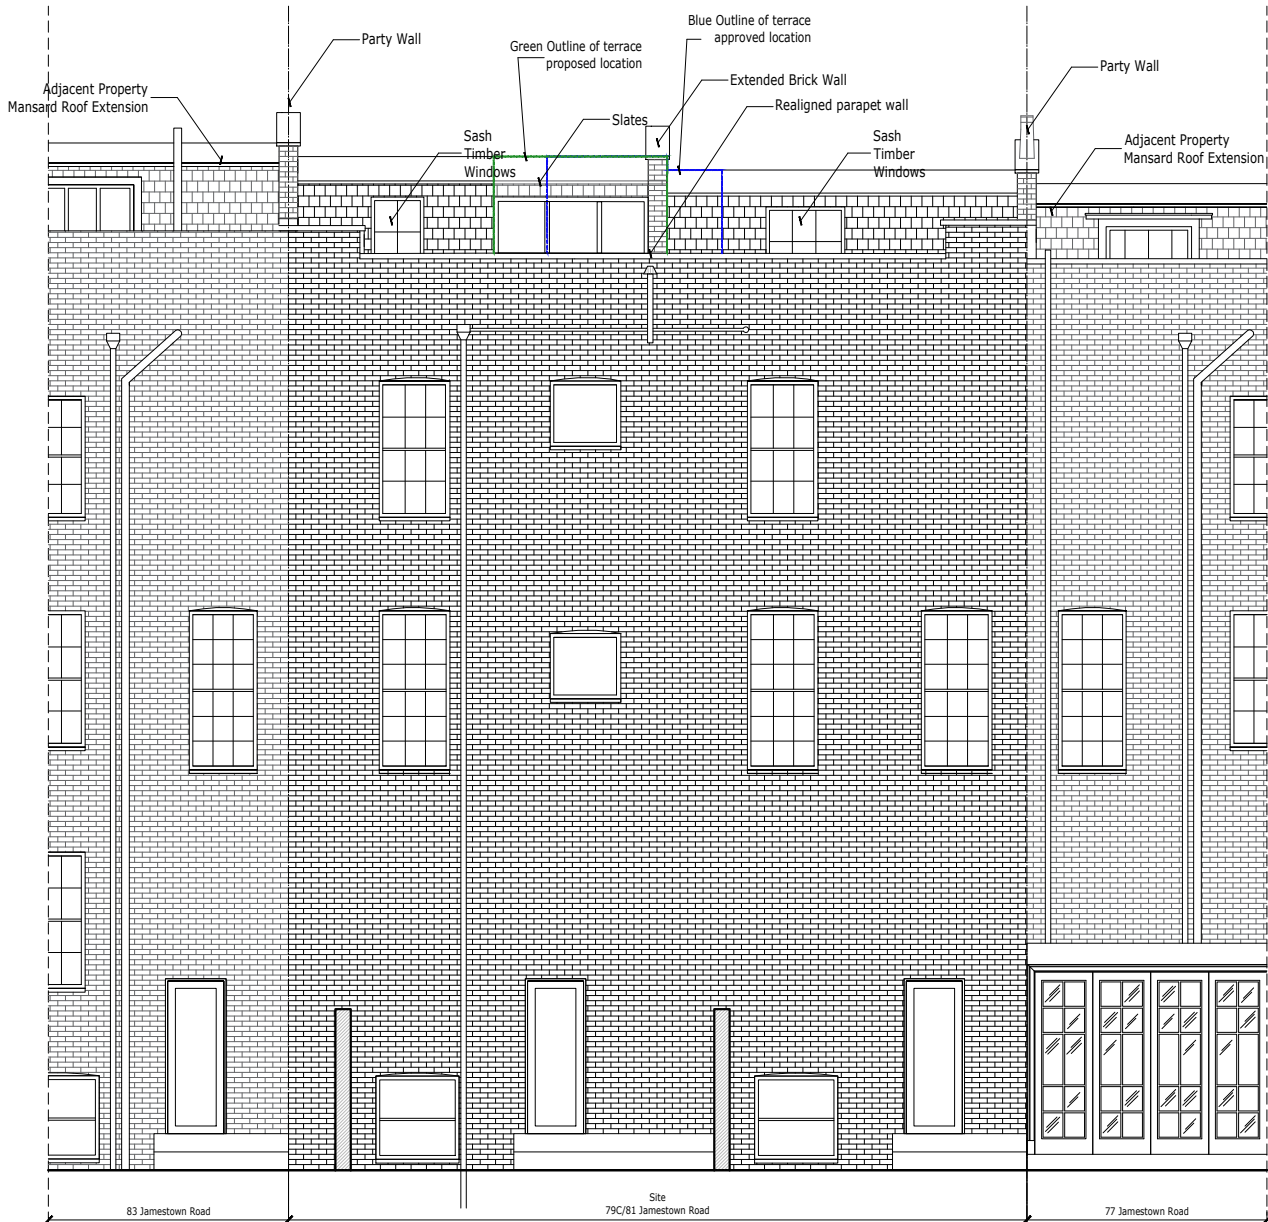 Blue Outline of terrace
approved location
Party Wall
Green Outline of terrace
proposed location
Party Wall
Extended Brick Wall
Adjacent Property
Mansard Roof Extension
Realigned parapet wall
Slates
Sash
Timber
Windows
Sash
Timber
Windows
Adjacent Property
Mansard Roof Extension
83 Jamestown Road
Site
79C/81 Jamestown Road
77 Jamestown Road